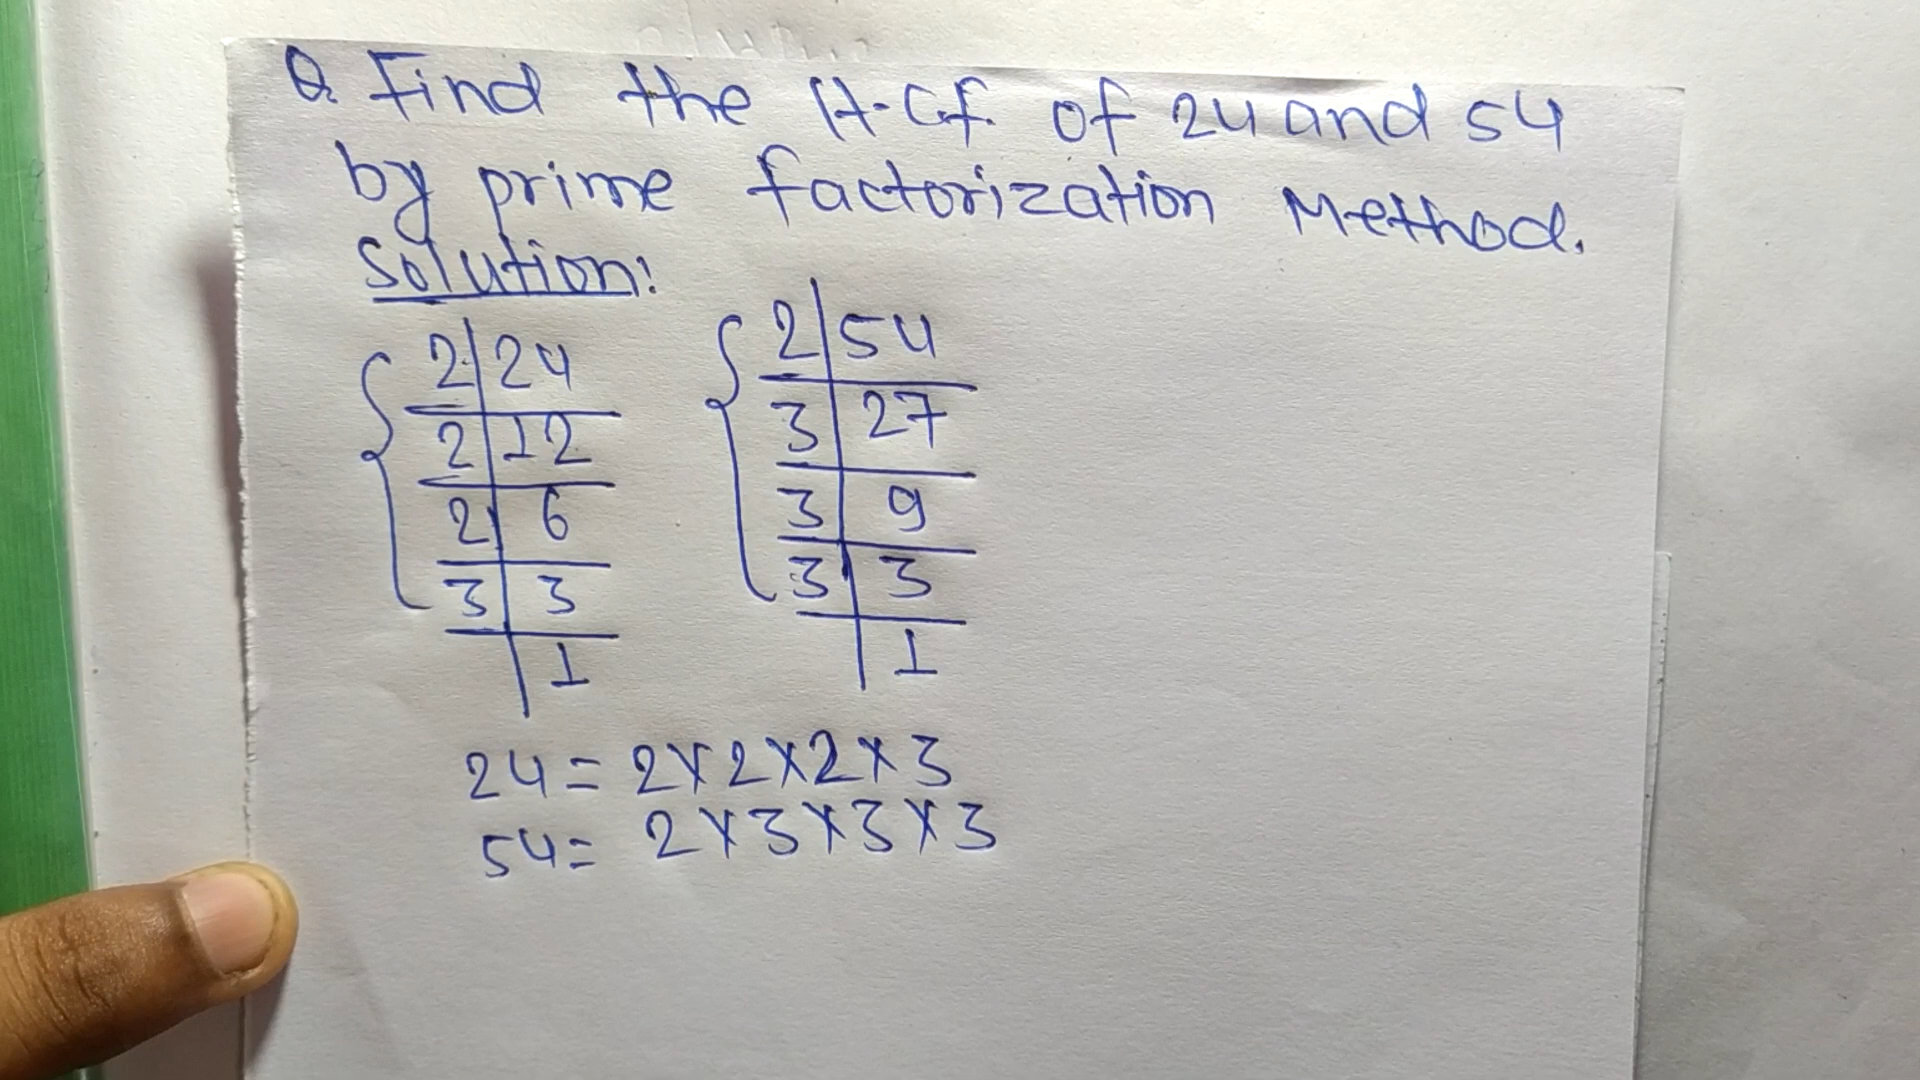 Q. Find the H.C.f. of 24 and 54
by prime factorization Method.
Solution:
2 24
2 12
2 6
3 3
1
2 54
3 27
3 9
3 3
1
24 = 2×2×2×3
54 = 2×3×3×3